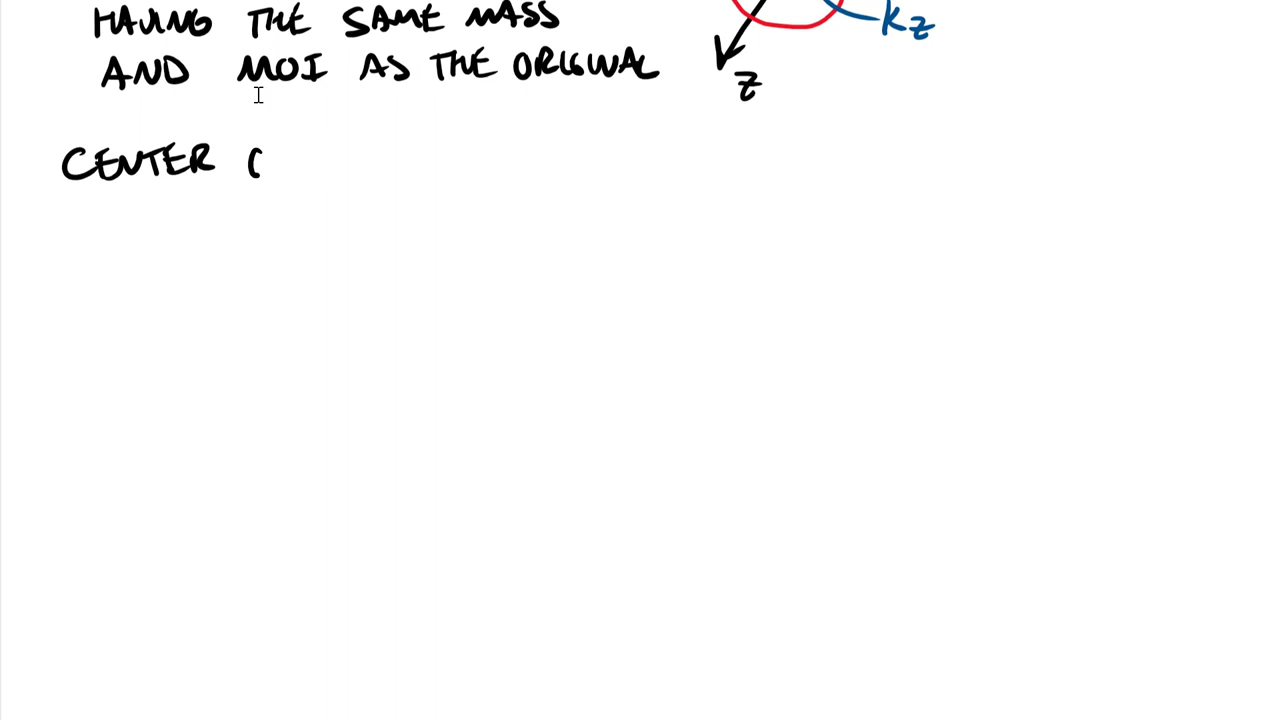 HAVING THE SAME MASS
AND MOI AS THE ORIGINAL
kz
z
CENTER